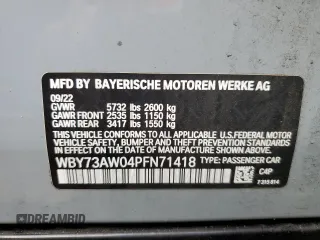 MFD BY BAYERISCHE MOTOREN WERKE AG
09/22
GVWR 5732 lbs 2600 kg
GAWR FRONT 2535 lbs 1150 kg
GAWR REAR 3417 lbs 1550 kg
THIS VEHICLE CONFORMS TO ALL APPLICABLE
FEDERAL MOTOR VEHICLE SAFETY, BUMPER,
AND THEFT PREVENTION STANDARDS IN EFFECT
ON THE DATE OF MANUFACTURE SHOWN ABOVE.
WBY73AW04PFN71418 TYPE: PASSENGER CAR
C4P
7315814
DREAMBID